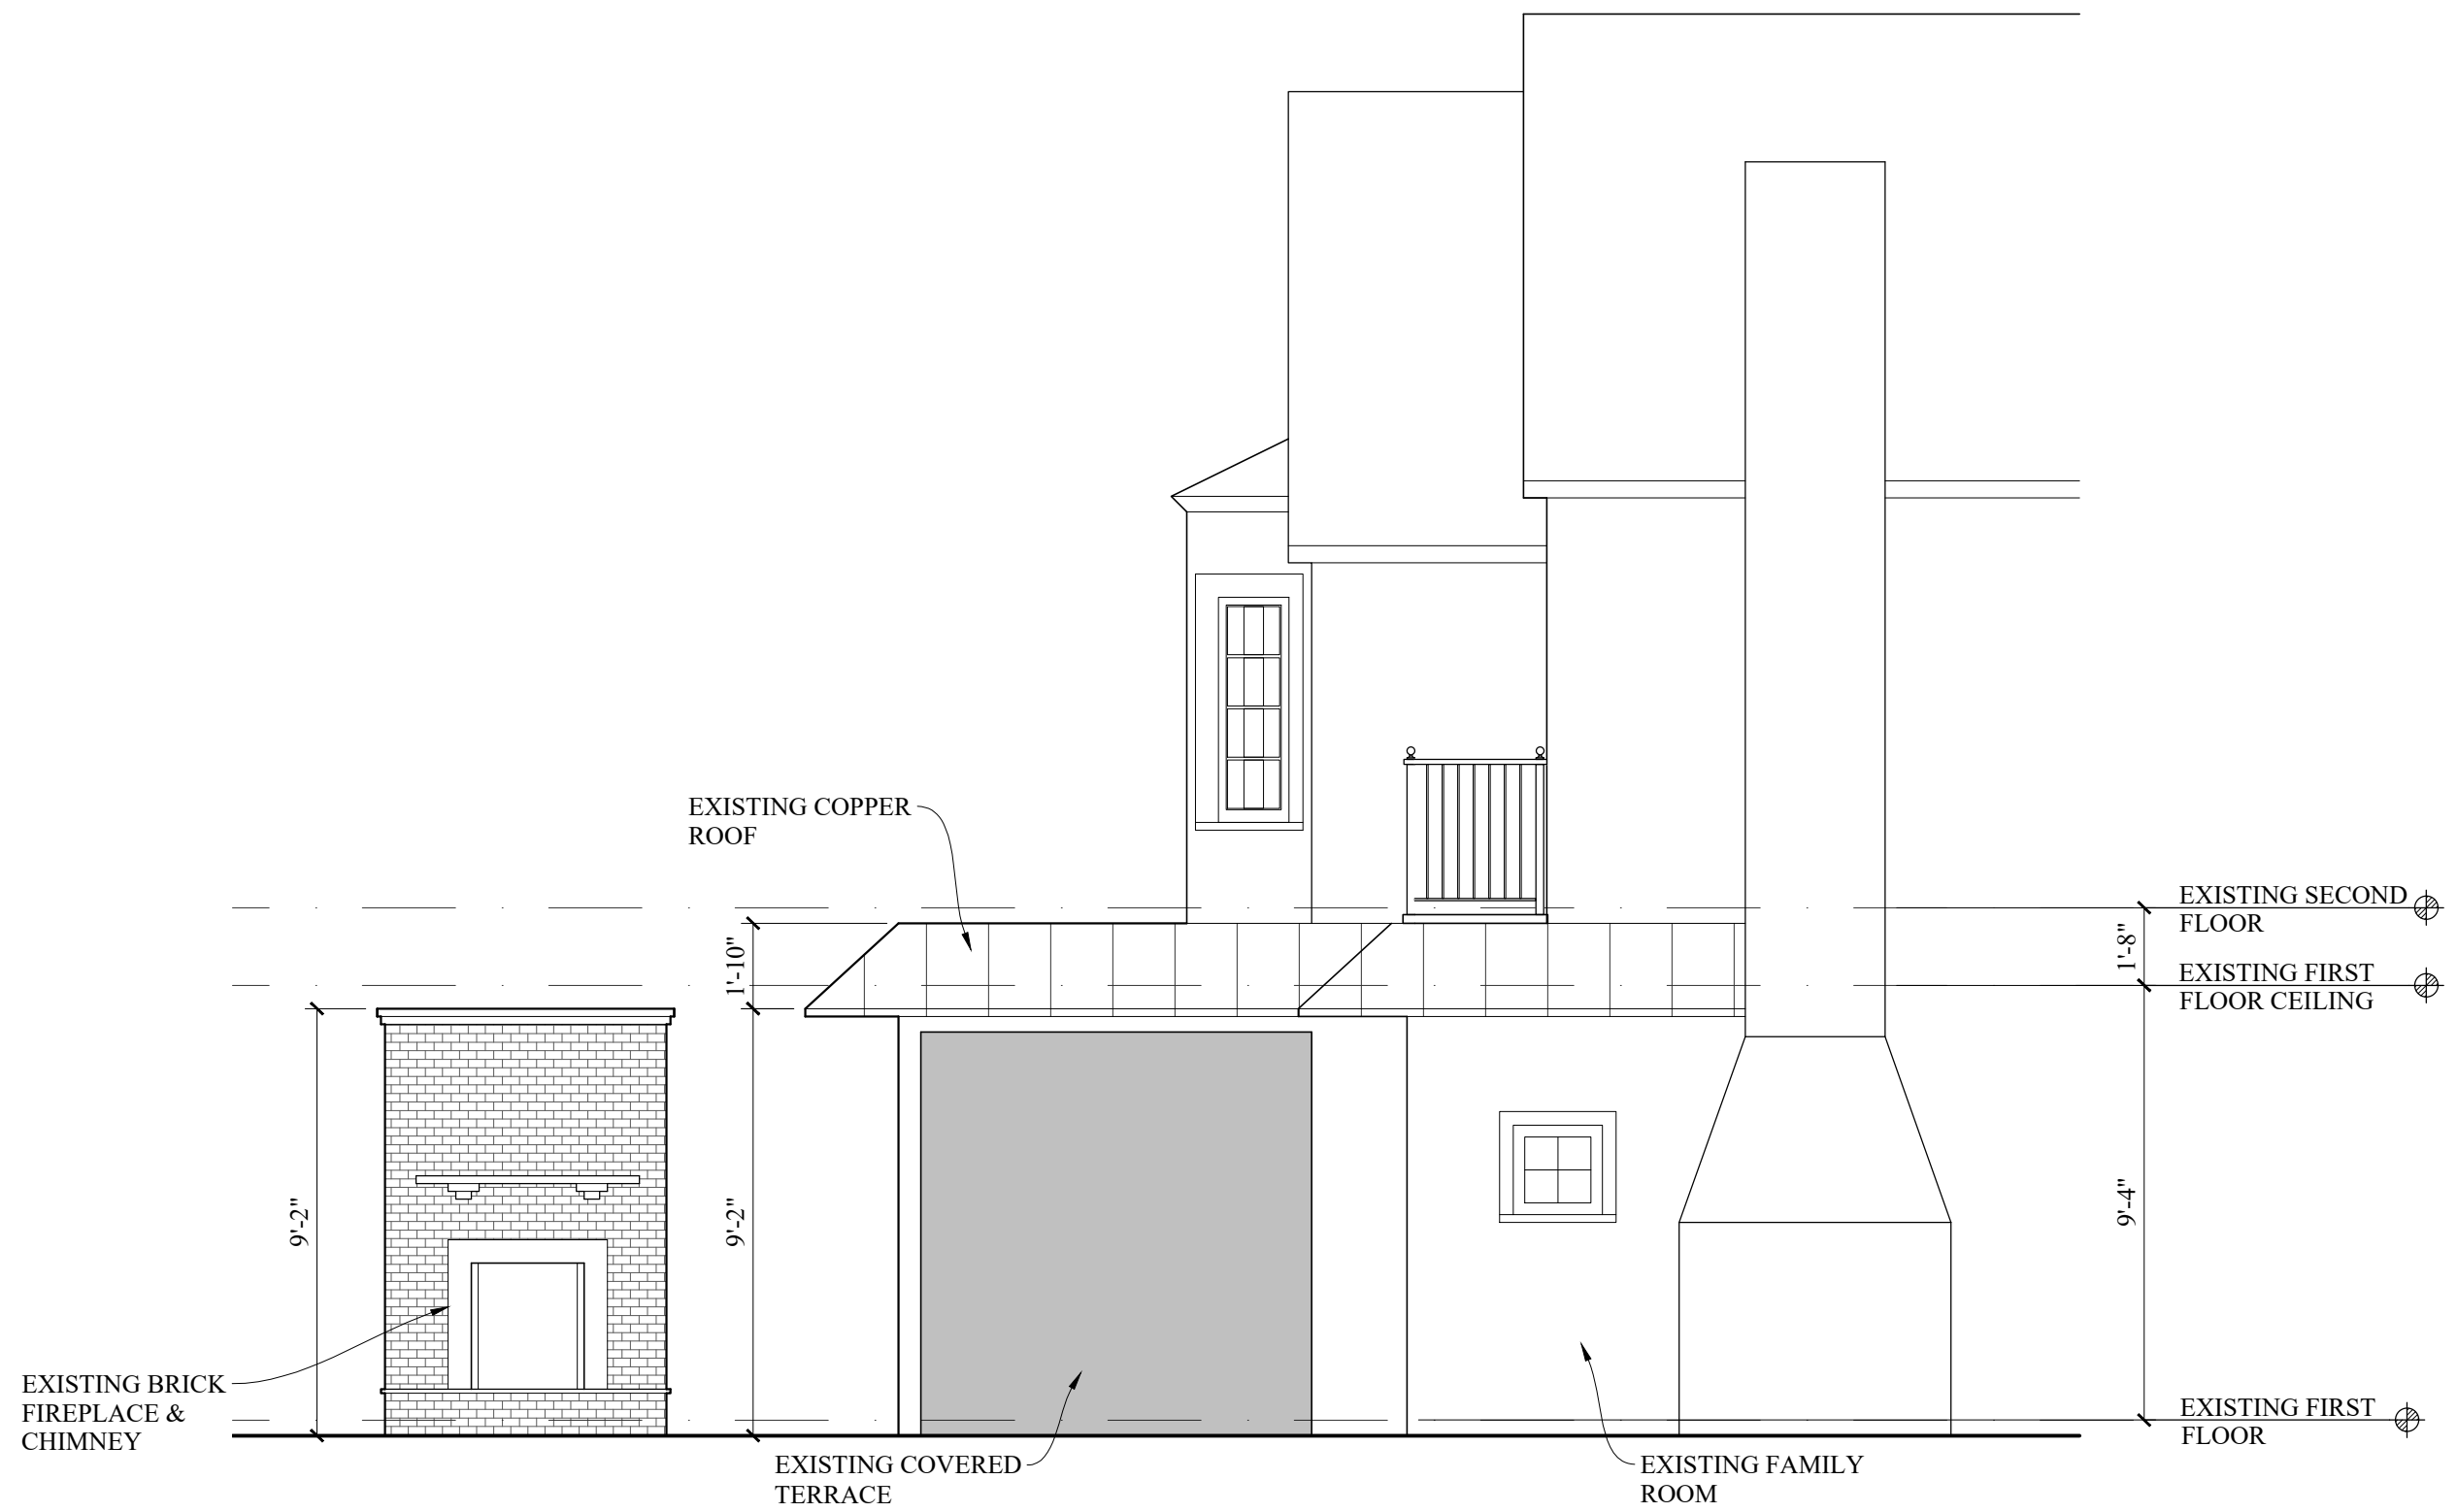 EXISTING COPPER
ROOF
EXISTING SECOND
FLOOR
1'-10"
1'-8"
EXISTING FIRST
FLOOR CEILING
9'-2"
9'-2"
9'-4"
EXISTING BRICK
FIREPLACE &
CHIMNEY
EXISTING FIRST
FLOOR
EXISTING COVERED
TERRACE
EXISTING FAMILY
ROOM